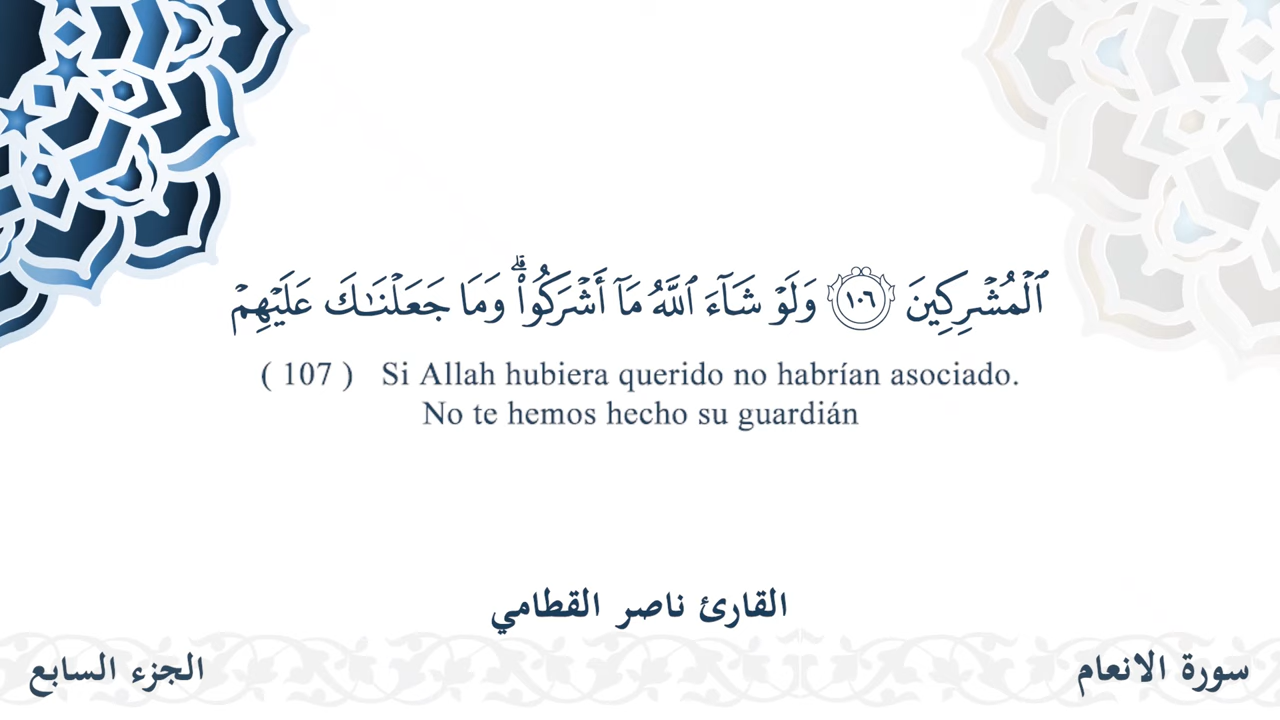 ٱلْمُشْرِكِينَ ١٠٦ وَلَوْ شَآءَ ٱللَّهُ مَآ أَشْرَكُوا۟ ۗ وَمَا جَعَلْنَـٰكَ عَلَيْهِمْ
( 107 ) Si Allah hubiera querido no habrían asociado.
No te hemos hecho su guardián
القارئ ناصر القطامي
سورة الانعام
الجزء السابع